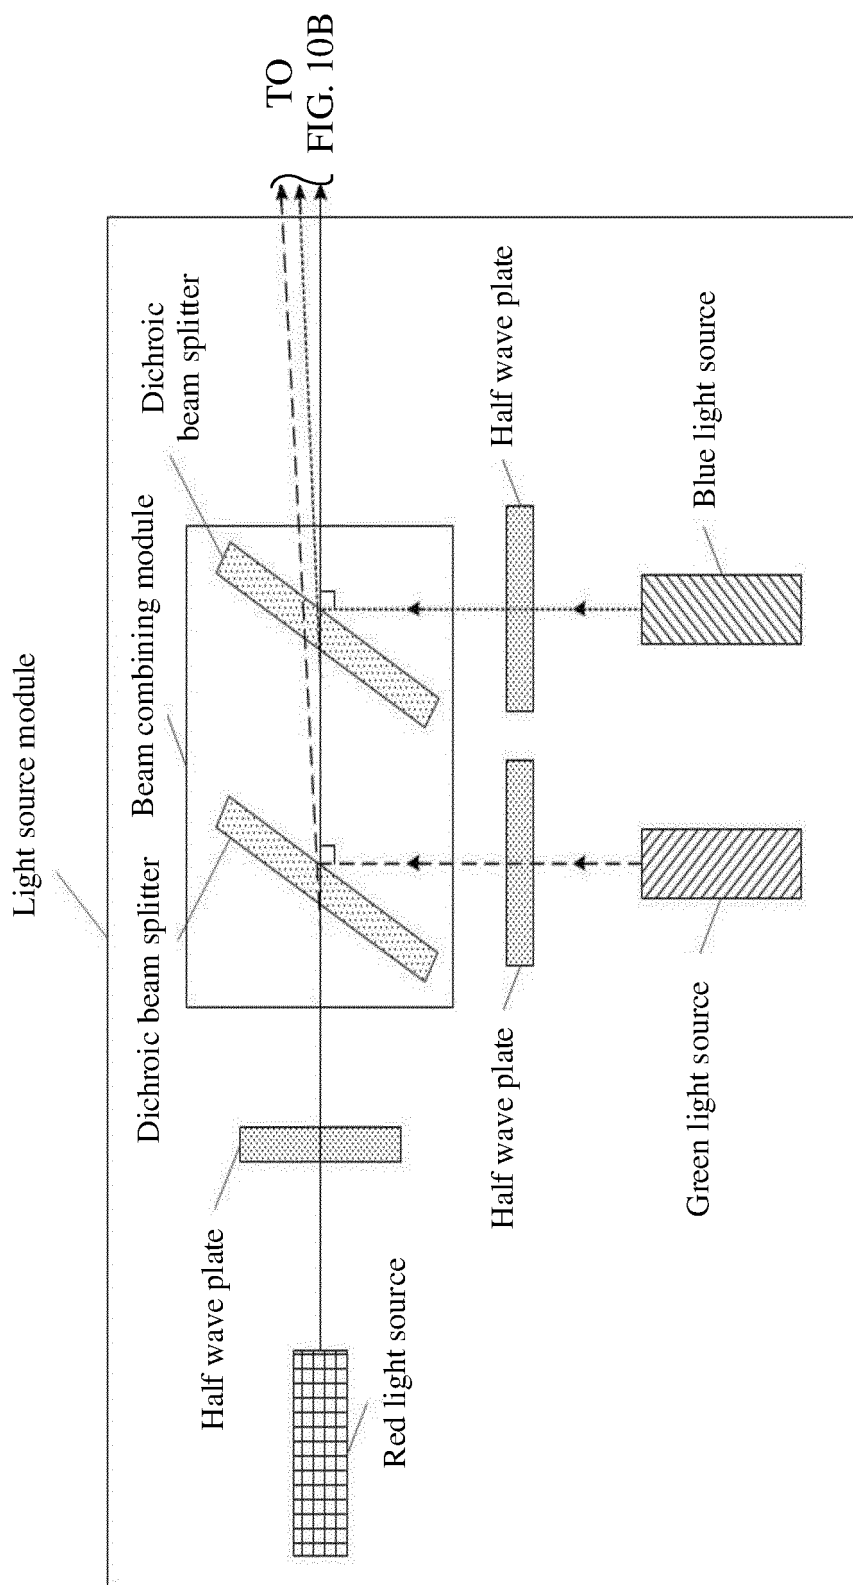 Light source module
Beam combining module
Dichroic
beam splitter
TO
FIG. 10B
Dichroic beam splitter
Half wave plate
Red light source
Half wave plate
Half wave plate
Green light source
Blue light source